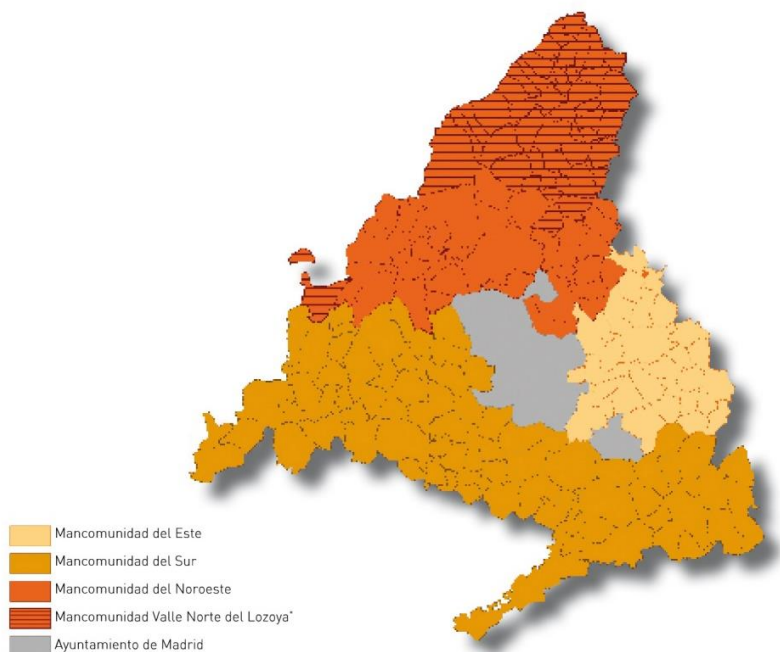 Mancomunidad del Este
Mancomunidad del Sur
Mancomunidad del Noroeste
Mancomunidad Valle Norte del Lozoya*
Ayuntamiento de Madrid